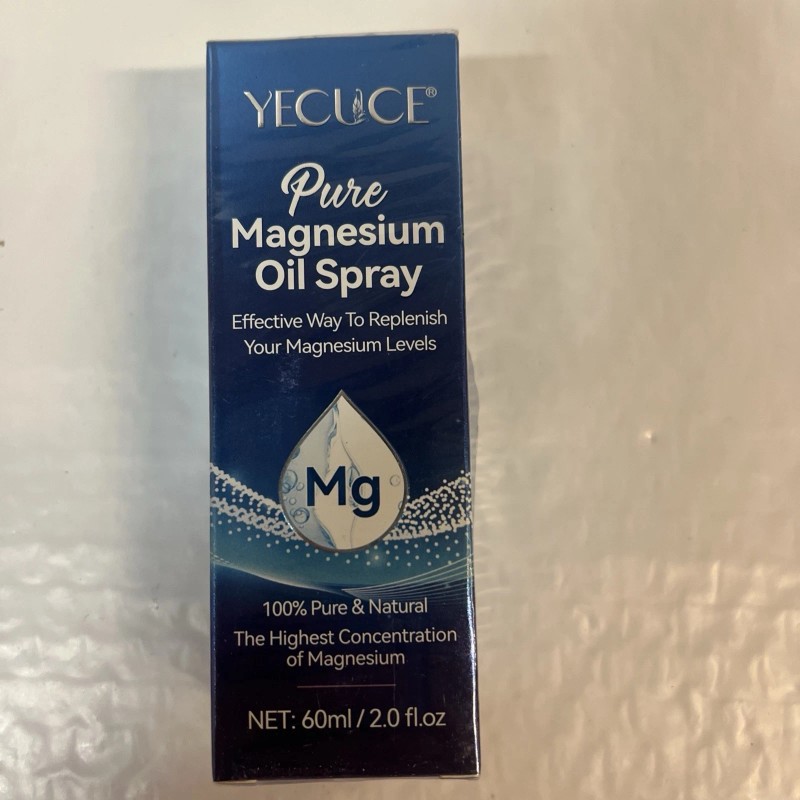 YECUCE®
Pure
Magnesium
Oil Spray
Effective Way To Replenish
Your Magnesium Levels
Mg
100% Pure & Natural
The Highest Concentration
of Magnesium
NET: 60ml / 2.0 fl.oz